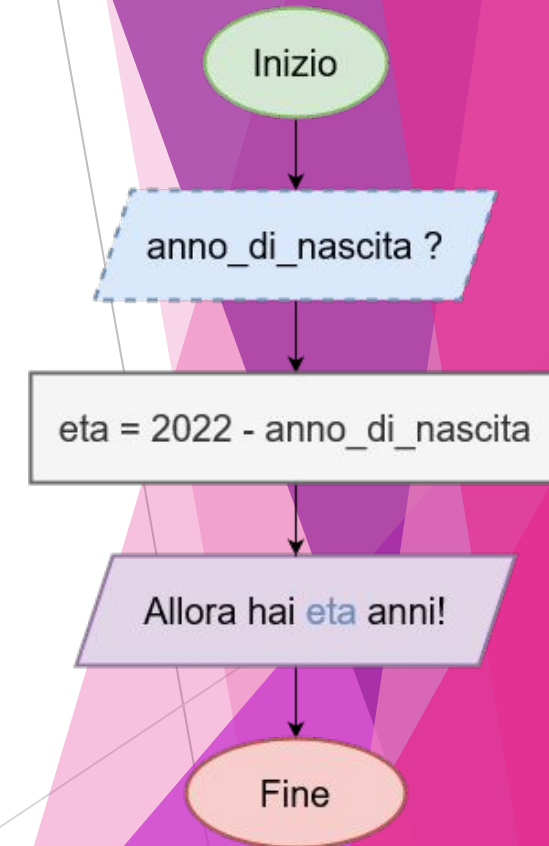 Inizio
anno_di_nascita ?
eta = 2022 - anno_di_nascita
Allora hai eta anni!
Fine